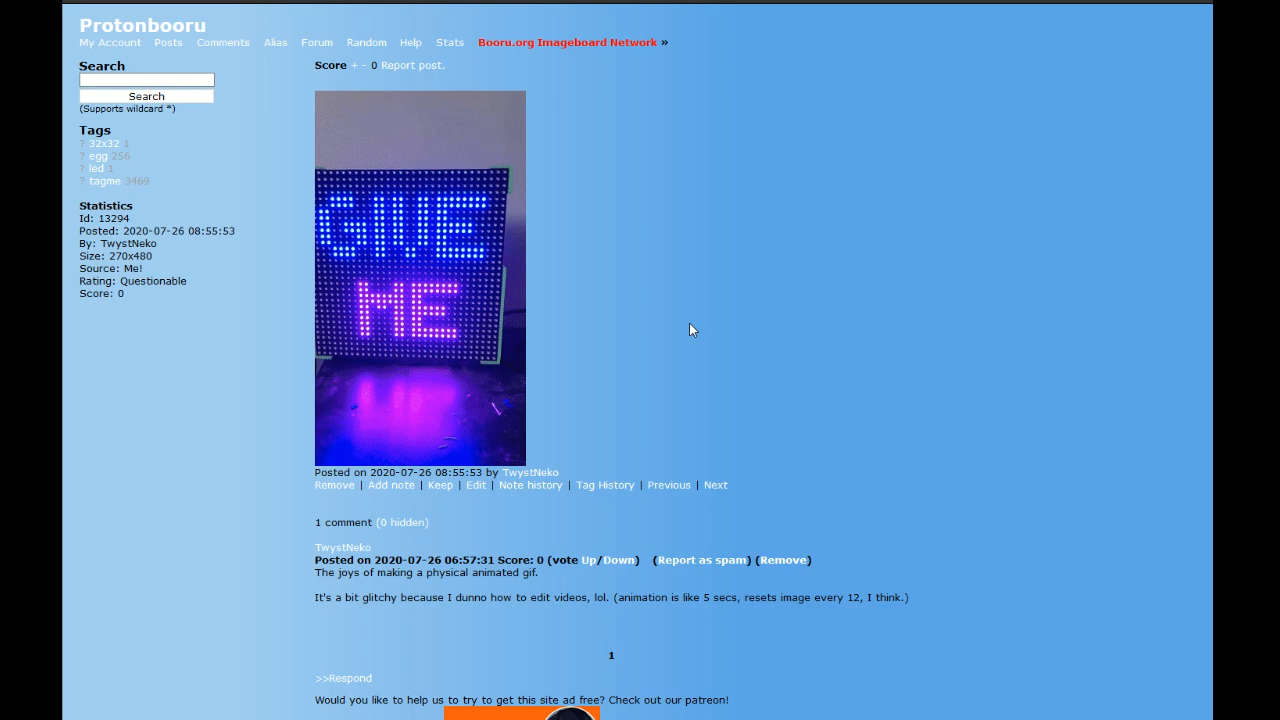 Protonbooru
My Account Posts Comments Alias Forum Random Help Stats Booru.org Imageboard Network »
Search
Search
(Supports wildcard *)
Tags
? 32x32 1
? egg 256
? led 1
? tagme 3469
Statistics
Id: 13294
Posted: 2020-07-26 08:55:53
By: TwystNeko
Size: 270x480
Source: Me!
Rating: Questionable
Score: 0
Score + - 0 Report post.
GIVE
ME
Posted on 2020-07-26 08:55:53 by TwystNeko
Remove | Add note | Keep | Edit | Note history | Tag History | Previous | Next
1 comment (0 hidden)
TwystNeko
Posted on 2020-07-26 06:57:31 Score: 0 (vote Up/Down) (Report as spam) (Remove)
The joys of making a physical animated gif.
It's a bit glitchy because I dunno how to edit videos, lol. (animation is like 5 secs, resets image every 12, I think.)
1
>>Respond
Would you like to help us to try to get this site ad free? Check out our patreon!